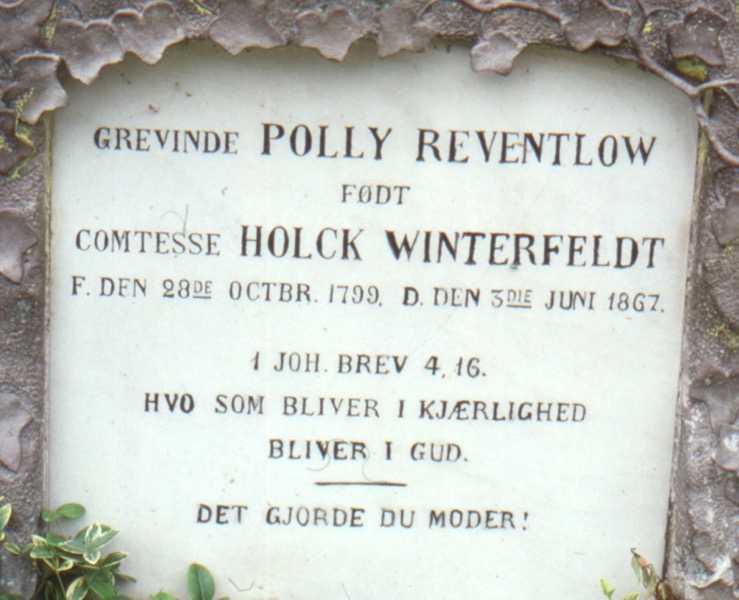 GREVINDE POLLY REVENTLOW
FØDT
COMTESSE HOLCK WINTERFELDT
F. DEN 28DE OCTBR. 1799. D. DEN 3DIE JUNI 1867.
1 JOH. BREV 4, 16.
HVO SOM BLIVER I KJÆRLIGHED
BLIVER I GUD.
DET GJORDE DU MODER!